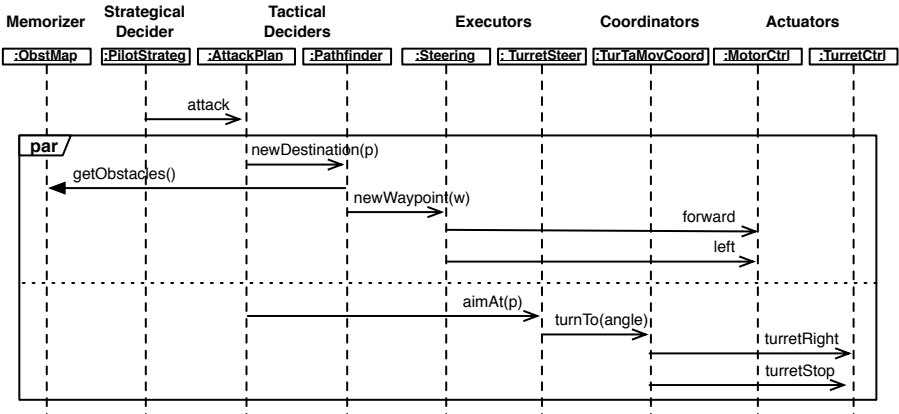 Memorizer
Strategical
Decider
Tactical
Deciders
Executors
Coordinators
Actuators
:ObstMap
:PilotStrateg
:AttackPlan
:Pathfinder
:Steering
: TurretSteer
:TurTaMovCoord
:MotorCtrl
:TurretCtrl
attack
par
newDestination(p)
getObstacles()
newWaypoint(w)
forward
left
aimAt(p)
turnTo(angle)
turretRight
turretStop